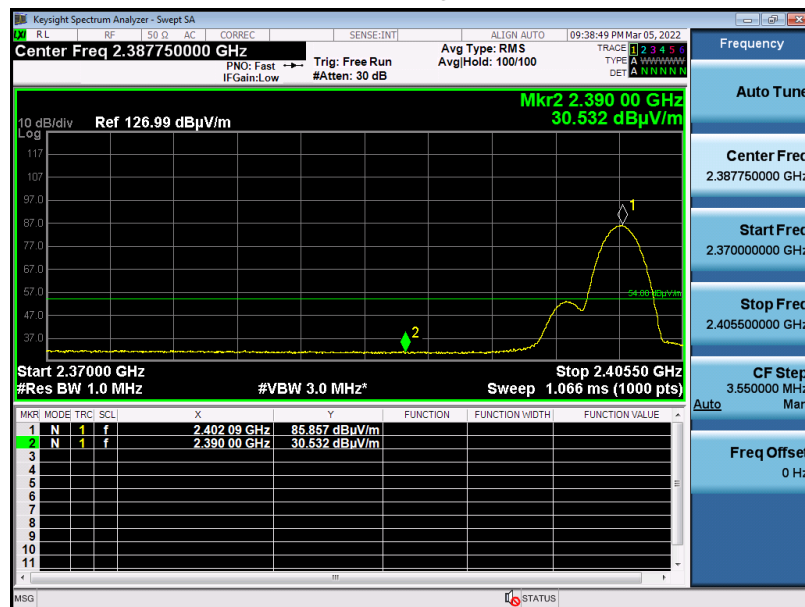 Keysight Spectrum Analyzer - Swept SA
LXI RL RF 50 Ω AC CORREC SENSE:INT ALIGN AUTO 09:38:49 PM Mar 05, 2022
Center Freq 2.387750000 GHz
PNO: Fast
IFGain:Low
Trig: Free Run
#Atten: 30 dB
Avg Type: RMS
Avg|Hold: 100/100
TRACE 1 2 3 4 5 6
TYPE A WWWWW
DET A N N N N N
Frequency
Mkr2 2.390 00 GHz
30.532 dBµV/m
10 dB/div Ref 126.99 dBµV/m
Log
117
107
97.0
87.0
77.0
67.0
57.0
47.0
37.0
1
2
54.00 dBµV/m
Start 2.37000 GHz Stop 2.40550 GHz
#Res BW 1.0 MHz #VBW 3.0 MHz* Sweep 1.066 ms (1000 pts)
MKR MODE TRC SCL X Y FUNCTION FUNCTION WIDTH FUNCTION VALUE
1 N 1 f 2.402 09 GHz 85.857 dBµV/m
2 N 1 f 2.390 00 GHz 30.532 dBµV/m
3
4
5
6
7
8
9
10
11
Auto Tune
Center Freq
2.387750000 GHz
Start Freq
2.370000000 GHz
Stop Freq
2.405500000 GHz
CF Step
3.550000 MHz
Auto Man
Freq Offset
0 Hz
MSG STATUS